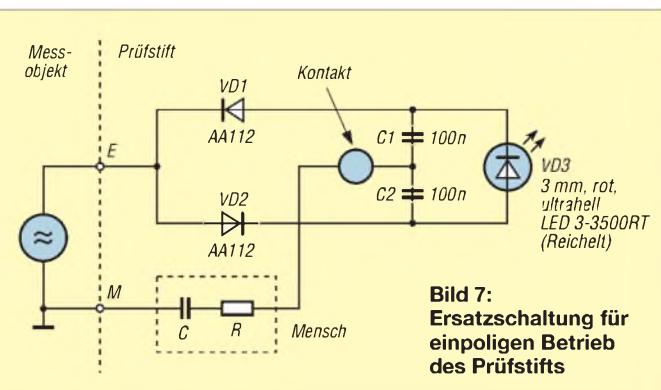 Mess-
objekt
Prüfstift
Kontakt
VD1
AA112
C1
100n
E
C2
100n
VD3
3 mm, rot,
ultrahell
LED 3-3500RT
(Reichelt)
VD2
AA112
≈
M
C
R
Mensch
Bild 7:
Ersatzschaltung für
einpoligen Betrieb
des Prüfstifts